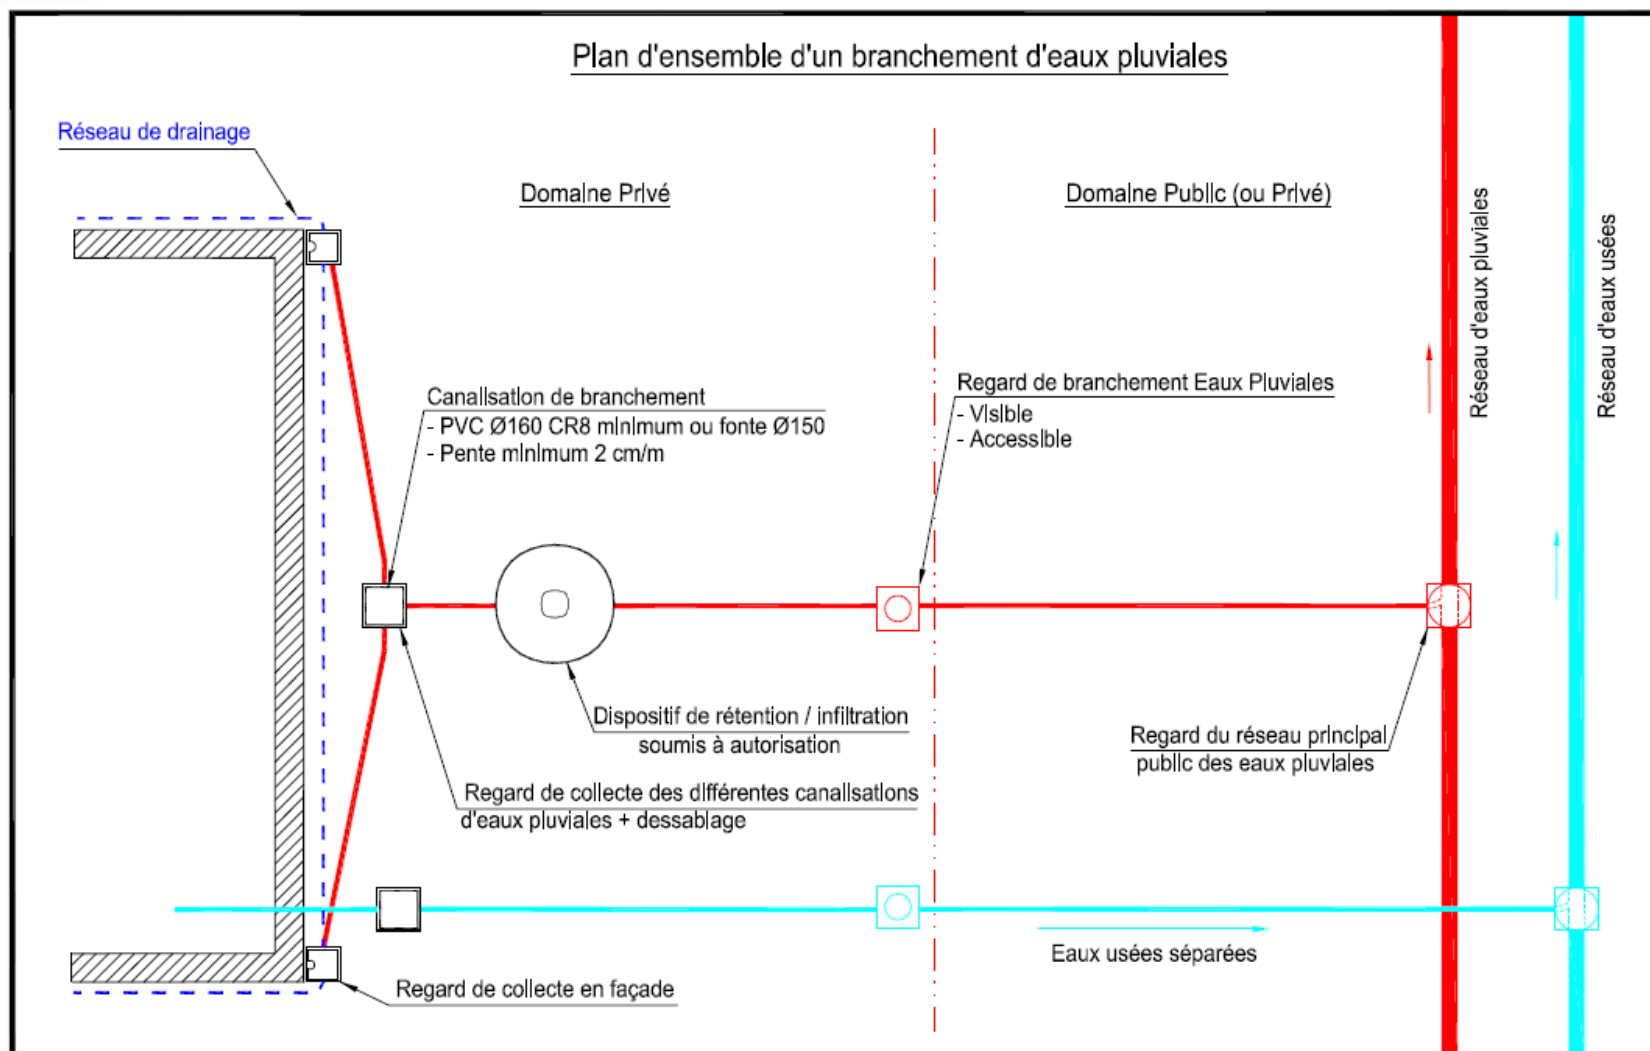 Plan d'ensemble d'un branchement d'eaux pluviales
Réseau de drainage
Domaine Privé
Domaine Public (ou Privé)
Réseau d'eaux pluviales
Réseau d'eaux usées
Canalisation de branchement
- PVC Ø160 CR8 minimum ou fonte Ø150
- Pente minimum 2 cm/m
Regard de branchement Eaux Pluviales
- Visible
- Accessible
Dispositif de rétention / infiltration
soumis à autorisation
Regard du réseau principal
public des eaux pluviales
Regard de collecte des différentes canalisations
d'eaux pluviales + dessablage
Eaux usées séparées
Regard de collecte en façade